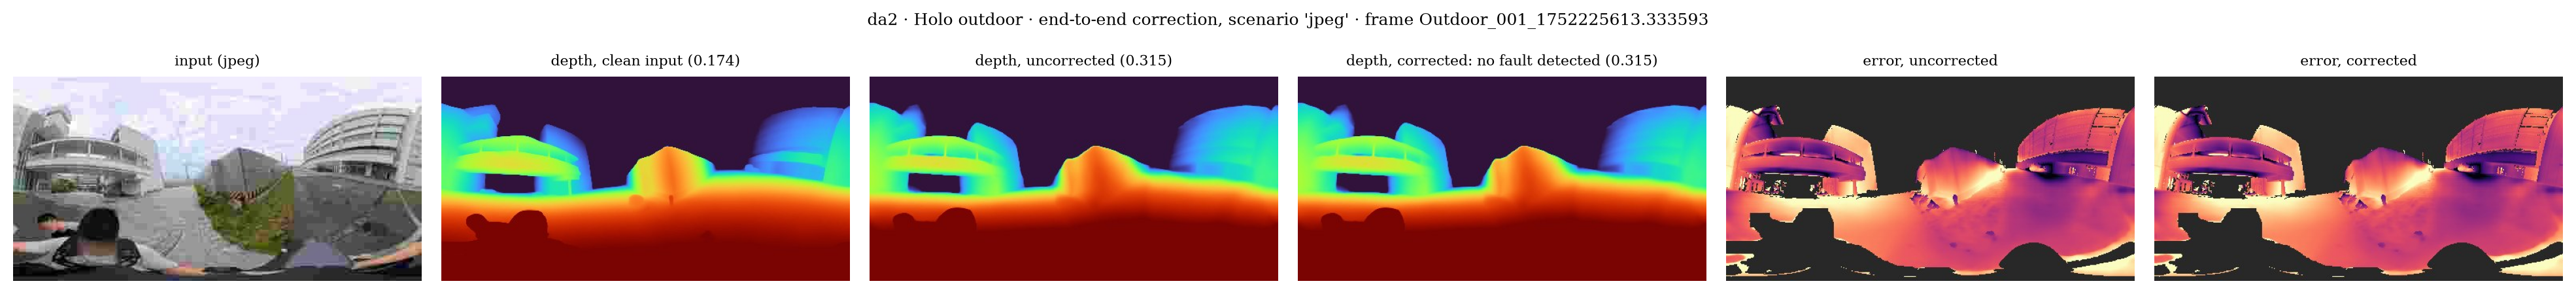 da2 · Holo outdoor · end-to-end correction, scenario 'jpeg' · frame Outdoor_001_1752225613.333593
input (jpeg)
depth, clean input (0.174)
depth, uncorrected (0.315)
depth, corrected: no fault detected (0.315)
error, uncorrected
error, corrected